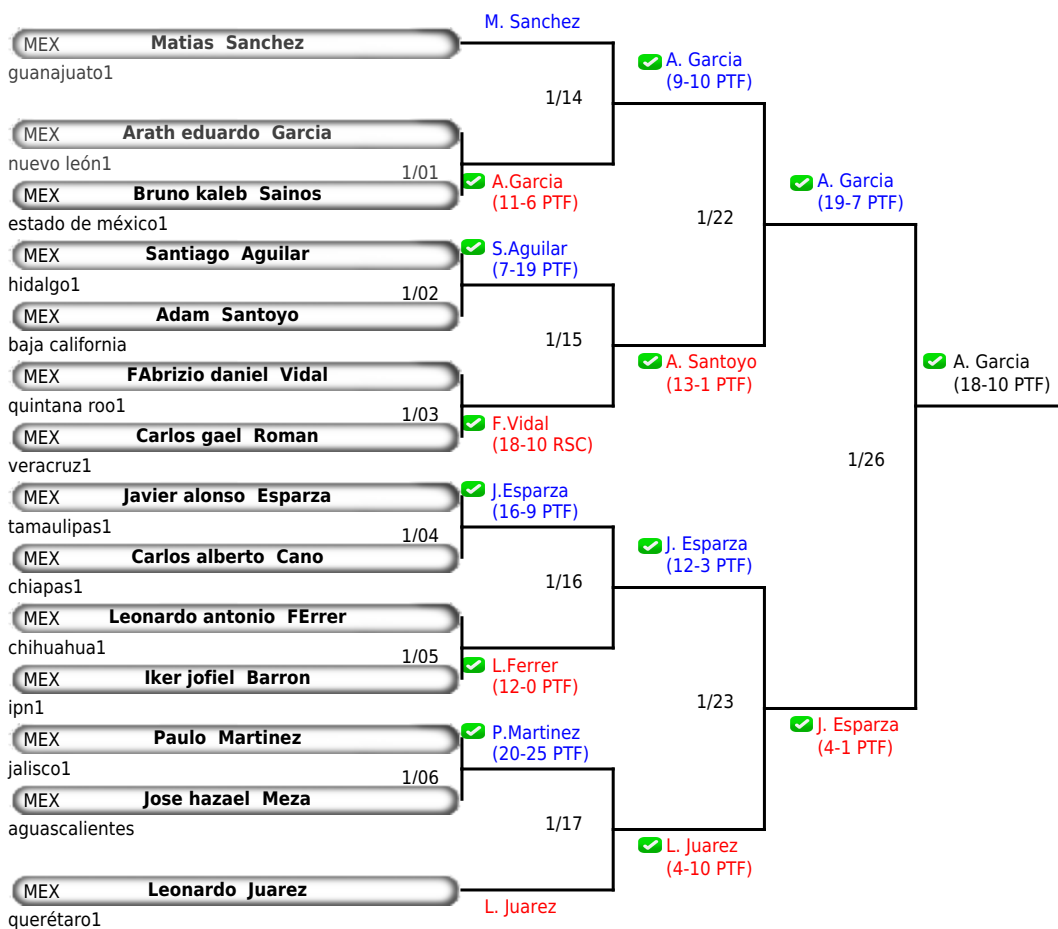 M. Sanchez
MEX Matias Sanchez
guanajuato1
A. Garcia
(9-10 PTF)
1/14
MEX Arath eduardo Garcia
nuevo león1
1/01
A.Garcia
(11-6 PTF)
MEX Bruno kaleb Sainos
estado de méxico1
A. Garcia
(19-7 PTF)
1/22
MEX Santiago Aguilar
hidalgo1
S.Aguilar
(7-19 PTF)
1/02
MEX Adam Santoyo
baja california
1/15
A. Santoyo
(13-1 PTF)
MEX FAbrizio daniel Vidal
quintana roo1
1/03
F.Vidal
(18-10 RSC)
MEX Carlos gael Roman
veracruz1
A. Garcia
(18-10 PTF)
1/26
MEX Javier alonso Esparza
tamaulipas1
J.Esparza
(16-9 PTF)
1/04
MEX Carlos alberto Cano
chiapas1
J. Esparza
(12-3 PTF)
1/16
MEX Leonardo antonio FErrer
chihuahua1
1/05
L.Ferrer
(12-0 PTF)
MEX Iker jofiel Barron
ipn1
1/23
J. Esparza
(4-1 PTF)
MEX Paulo Martinez
jalisco1
P.Martinez
(20-25 PTF)
1/06
MEX Jose hazael Meza
aguascalientes
1/17
L. Juarez
(4-10 PTF)
MEX Leonardo Juarez
querétaro1
L. Juarez